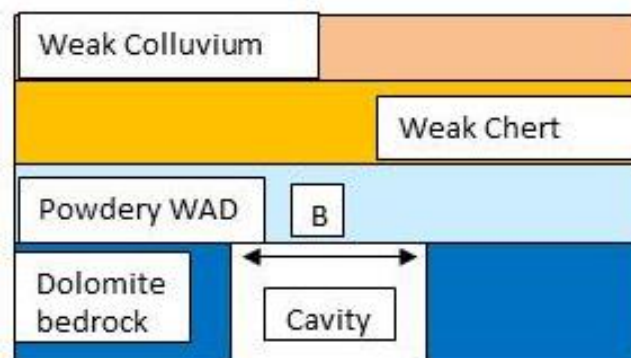 Weak Colluvium
Weak Chert
Powdery WAD
B
Dolomite
bedrock
Cavity